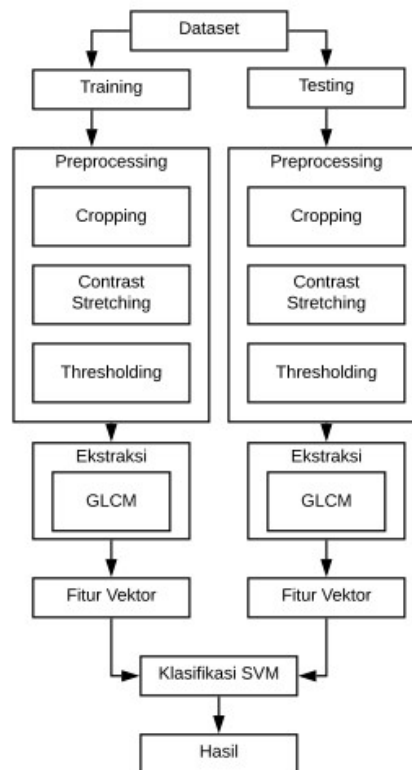 Dataset
Training
Testing
Preprocessing
Cropping
Contrast
Stretching
Thresholding
Preprocessing
Cropping
Contrast
Stretching
Thresholding
Ekstraksi
GLCM
Ekstraksi
GLCM
Fitur Vektor
Fitur Vektor
Klasifikasi SVM
Hasil